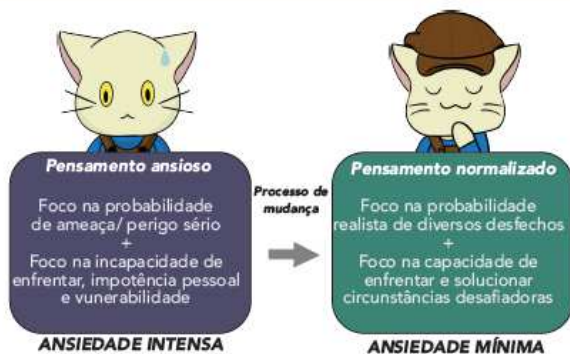 Pensamento ansioso
Foco na probabilidade
de ameaça/ perigo sério
+
Foco na incapacidade de
enfrentar, impotência pessoal
e vunerabilidade
ANSIEDADE INTENSA
Processo de
mudança
Pensamento normalizado
Foco na probabilidade
realista de diversos desfechos
+
Foco na capacidade de
enfrentar e solucionar
circunstâncias desafiadoras
ANSIEDADE MÍNIMA